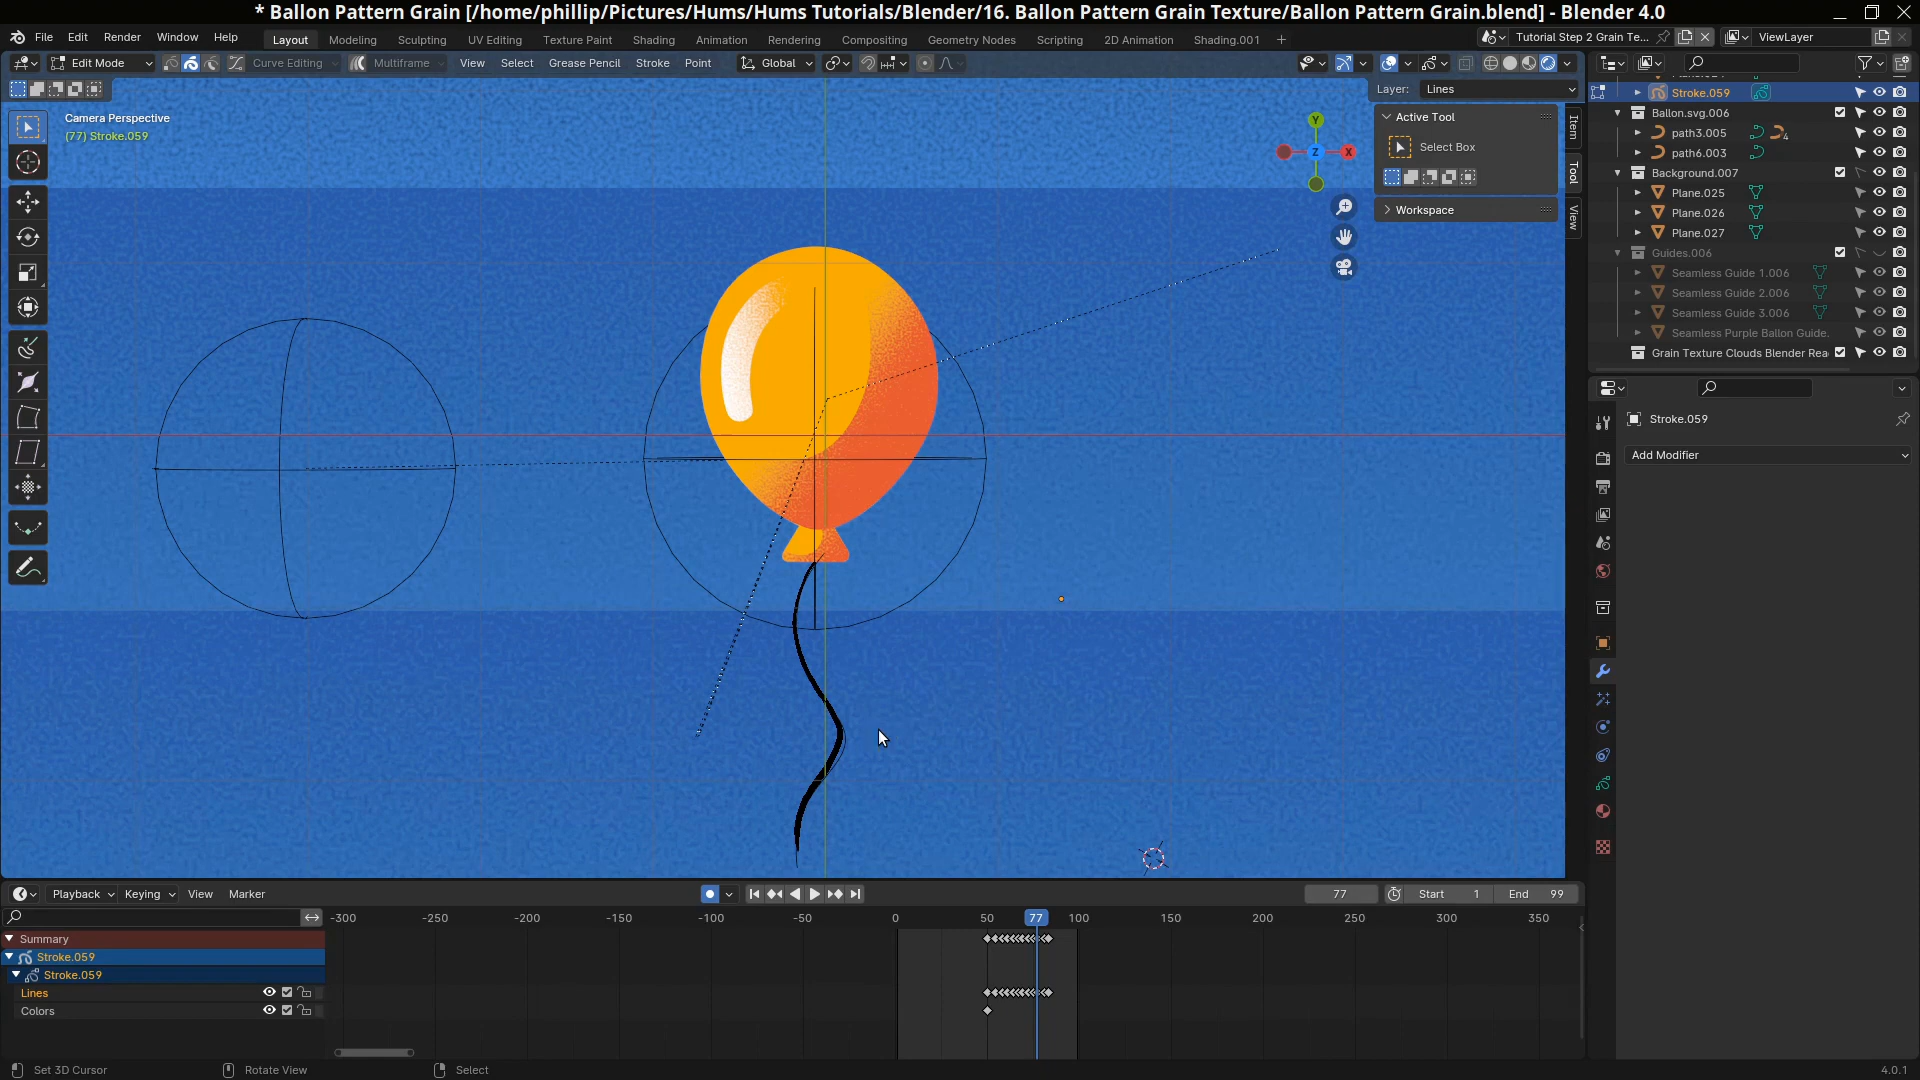 * Ballon Pattern Grain [/home/phillip/Pictures/Hums/Hums Tutorials/Blender/16. Ballon Pattern Grain Texture/Ballon Pattern Grain.blend] - Blender 4.0
File Edit Render Window Help Layout Modeling Sculpting UV Editing Texture Paint Shading Animation Rendering Compositing Geometry Nodes Scripting 2D Animation Shading.001 + Tutorial Step 2 Grain Te... ViewLayer
Edit Mode Curve Editing Multiframe View Select Grease Pencil Stroke Point Global
Layer: Lines
Camera Perspective
(77) Stroke.059
Active Tool
Select Box
Workspace
Item
Tool
View
Y
Z
X
Stroke.059
Ballon.svg.006
path3.005 4
path6.003
Background.007
Plane.025
Plane.026
Plane.027
Guides.006
Seamless Guide 1.006
Seamless Guide 2.006
Seamless Guide 3.006
Seamless Purple Ballon Guide.
Grain Texture Clouds Blender Rea
Stroke.059
Add Modifier
Playback Keying View Marker 77 Start 1 End 99
-300 -250 -200 -150 -100 -50 0 50 77 100 150 200 250 300 350
Summary
Stroke.059
Stroke.059
Lines
Colors
Set 3D Cursor Rotate View Select 4.0.1